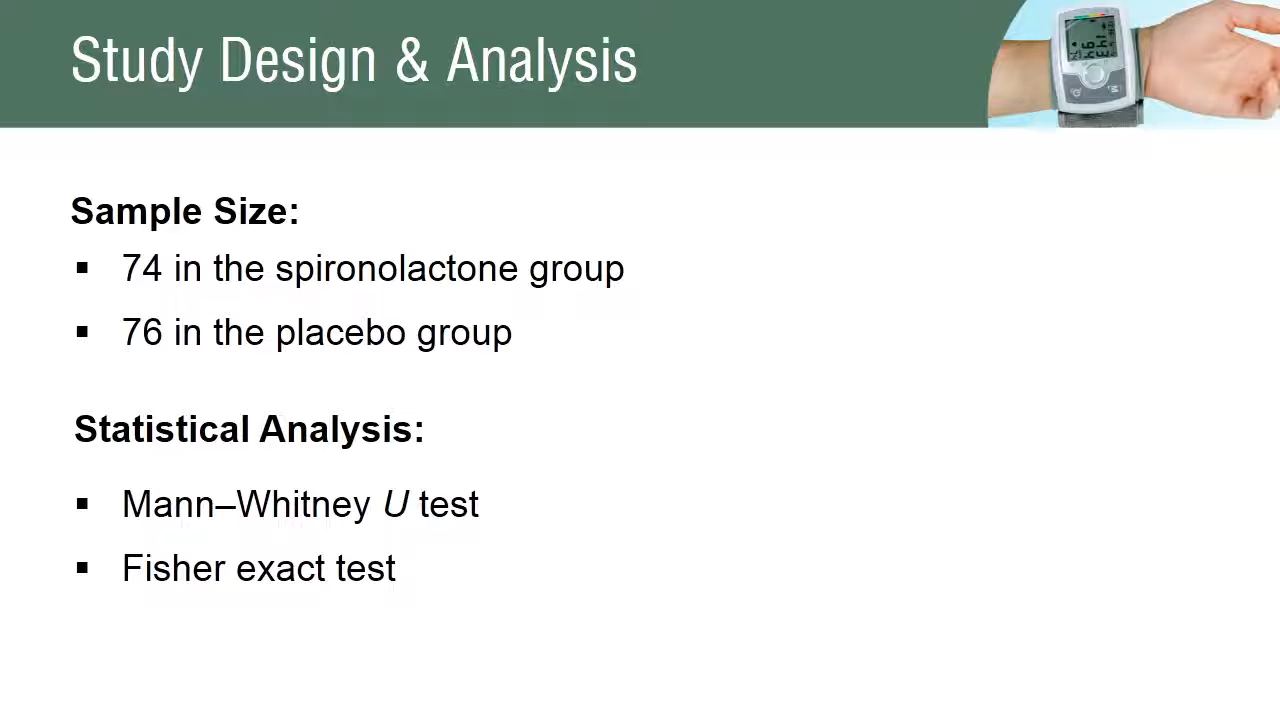 Study Design & Analysis
Sample Size:
▪ 74 in the spironolactone group
▪ 76 in the placebo group
Statistical Analysis:
▪ Mann–Whitney U test
▪ Fisher exact test